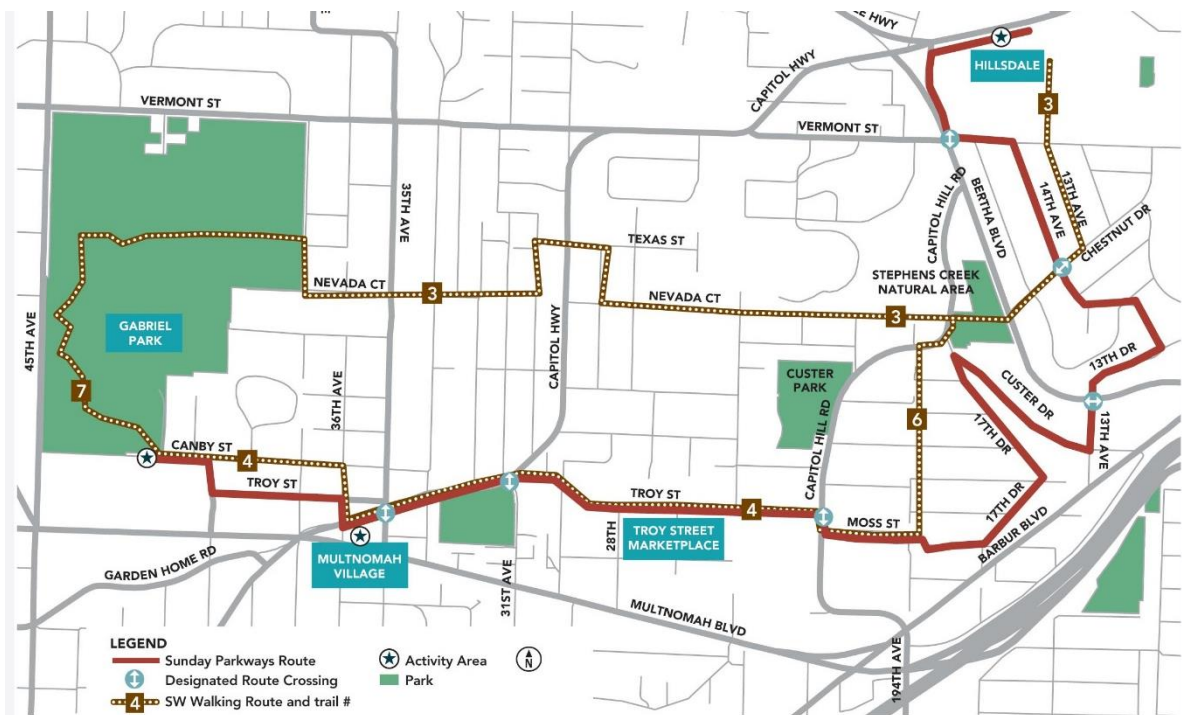 LE HWY
HILLSDALE
CAPITOL HWY
VERMONT ST
VERMONT ST
3
35TH AVE
CAPITOL HILL RD
BERTHA BLVD
14TH AVE
13TH AVE
CHESTNUT DR
TEXAS ST
STEPHENS CREEK
NATURAL AREA
NEVADA CT
3
NEVADA CT
3
45TH AVE
GABRIEL
PARK
CAPITOL HWY
13TH DR
CUSTER
PARK
CUSTER DR
7
36TH AVE
6
17TH DR
13TH AVE
CAPITOL HILL RD
CANBY ST
4
TROY ST
TROY ST
4
17TH DR
MOSS ST
28TH
TROY STREET
MARKETPLACE
BARBUR BLVD
MULTNOMAH
VILLAGE
GARDEN HOME RD
31ST AVE
MULTNOMAH BLVD
194TH AVE
LEGEND
Sunday Parkways Route
Activity Area
N
Designated Route Crossing
Park
4
SW Walking Route and trail #